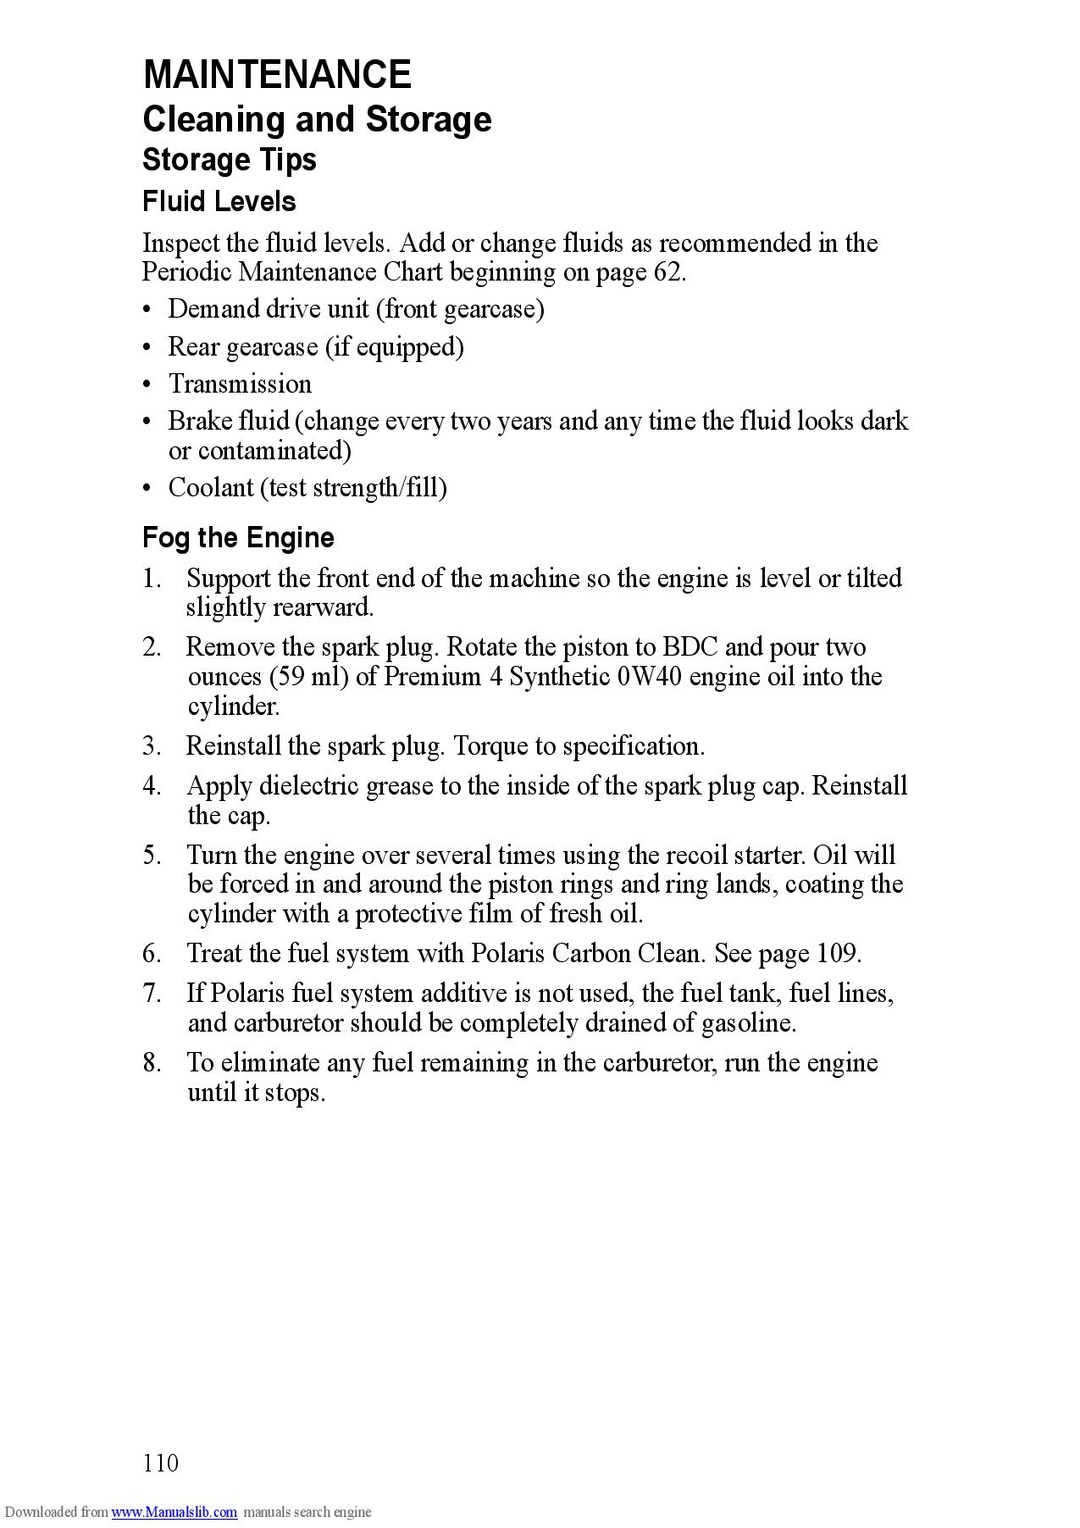 MAINTENANCE
Cleaning and Storage
Storage Tips
Fluid Levels
Inspect the fluid levels. Add or change fluids as recommended in the
Periodic Maintenance Chart beginning on page 62.
• Demand drive unit (front gearcase)
• Rear gearcase (if equipped)
• Transmission
• Brake fluid (change every two years and any time the fluid looks dark
or contaminated)
• Coolant (test strength/fill)
Fog the Engine
1. Support the front end of the machine so the engine is level or tilted
slightly rearward.
2. Remove the spark plug. Rotate the piston to BDC and pour two
ounces (59 ml) of Premium 4 Synthetic 0W40 engine oil into the
cylinder.
3. Reinstall the spark plug. Torque to specification.
4. Apply dielectric grease to the inside of the spark plug cap. Reinstall
the cap.
5. Turn the engine over several times using the recoil starter. Oil will
be forced in and around the piston rings and ring lands, coating the
cylinder with a protective film of fresh oil.
6. Treat the fuel system with Polaris Carbon Clean. See page 109.
7. If Polaris fuel system additive is not used, the fuel tank, fuel lines,
and carburetor should be completely drained of gasoline.
8. To eliminate any fuel remaining in the carburetor, run the engine
until it stops.
110
Downloaded from www.Manualslib.com manuals search engine